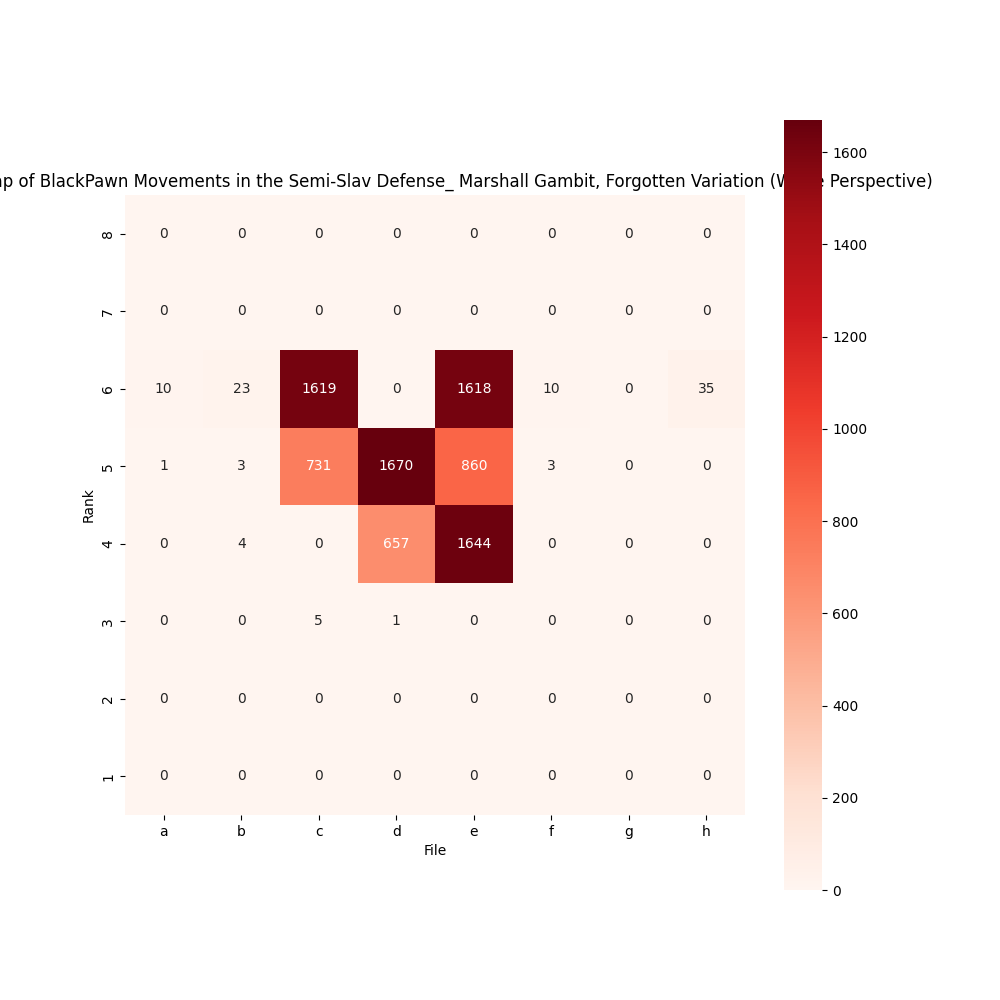 ap of BlackPawn Movements in the Semi-Slav Defense_ Marshall Gambit, Forgotten Variation (W e Perspective)
8 0 0 0 0 0 0 0 0
7 0 0 0 0 0 0 0 0
6 10 23 1619 0 1618 10 0 35
5 1 3 731 1670 860 3 0 0
4 0 4 0 657 1644 0 0 0
3 0 0 5 1 0 0 0 0
2 0 0 0 0 0 0 0 0
1 0 0 0 0 0 0 0 0
a b c d e f g h
File
Rank
1600
1400
1200
1000
800
600
400
200
0